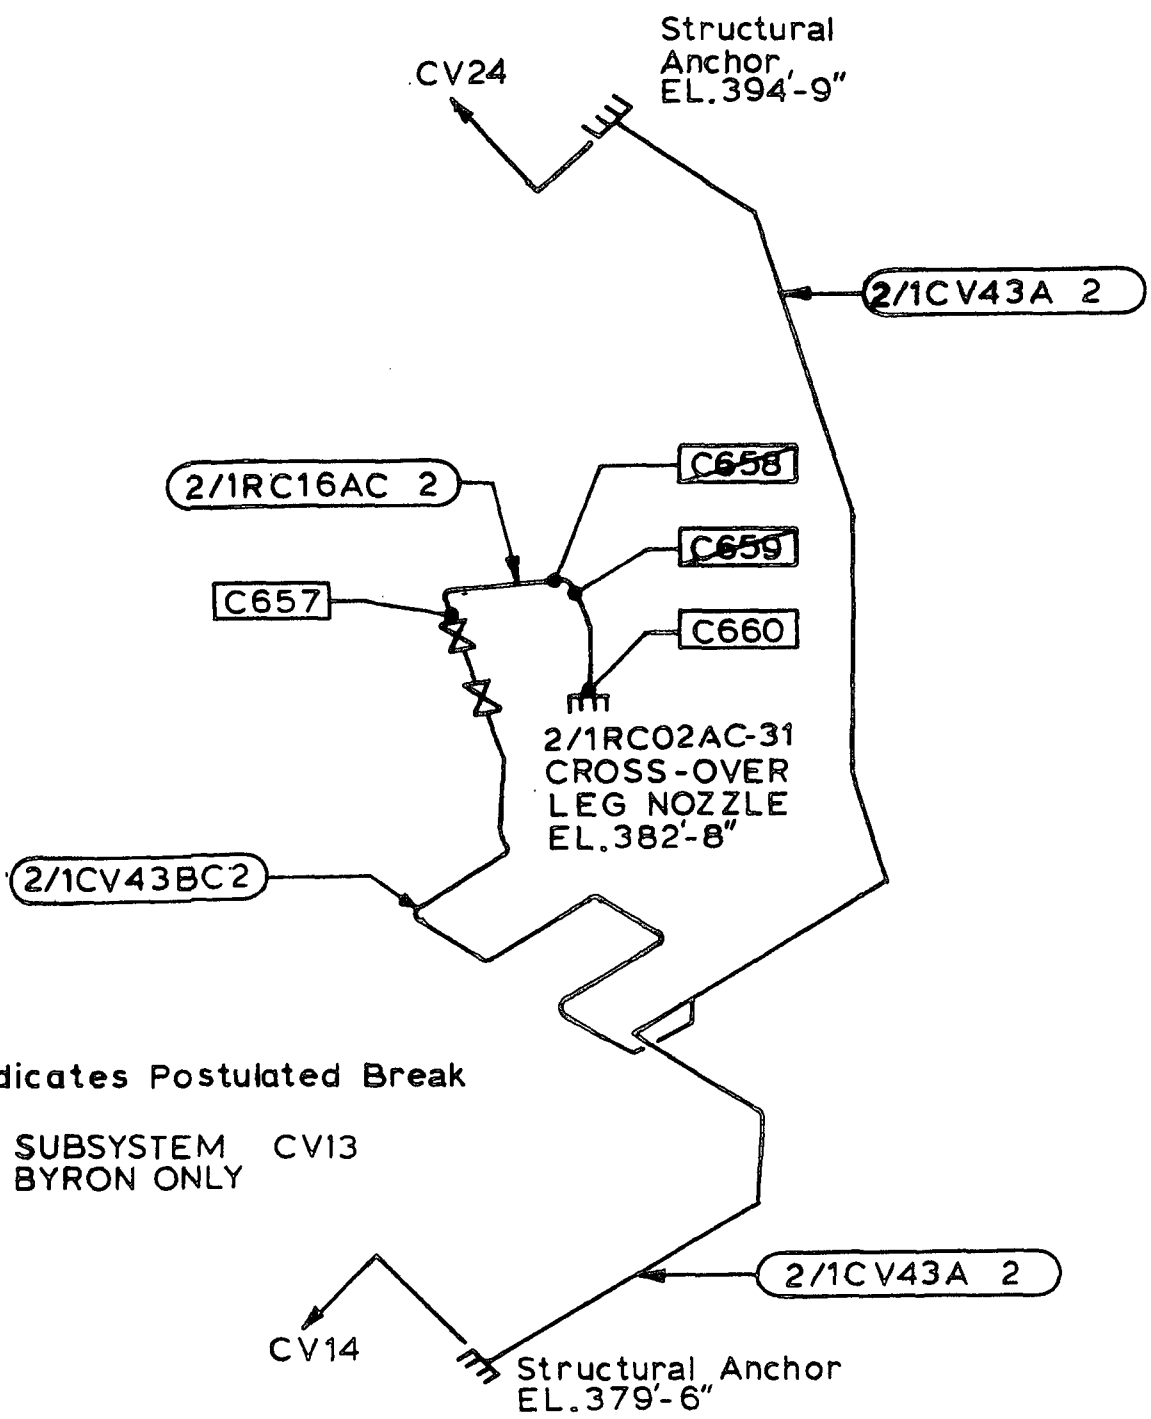 Structural
Anchor
EL.394'-9"
CV24
2/1CV43A 2
C658
2/1RC16AC 2
C659
C657
C660
2/1RC02AC-31
CROSS-OVER
LEG NOZZLE
EL.382'-8"
2/1CV43BC2
dicates Postulated Break
SUBSYSTEM CV13
BYRON ONLY
2/1CV43A 2
CV14
Structural Anchor
EL.379'-6"